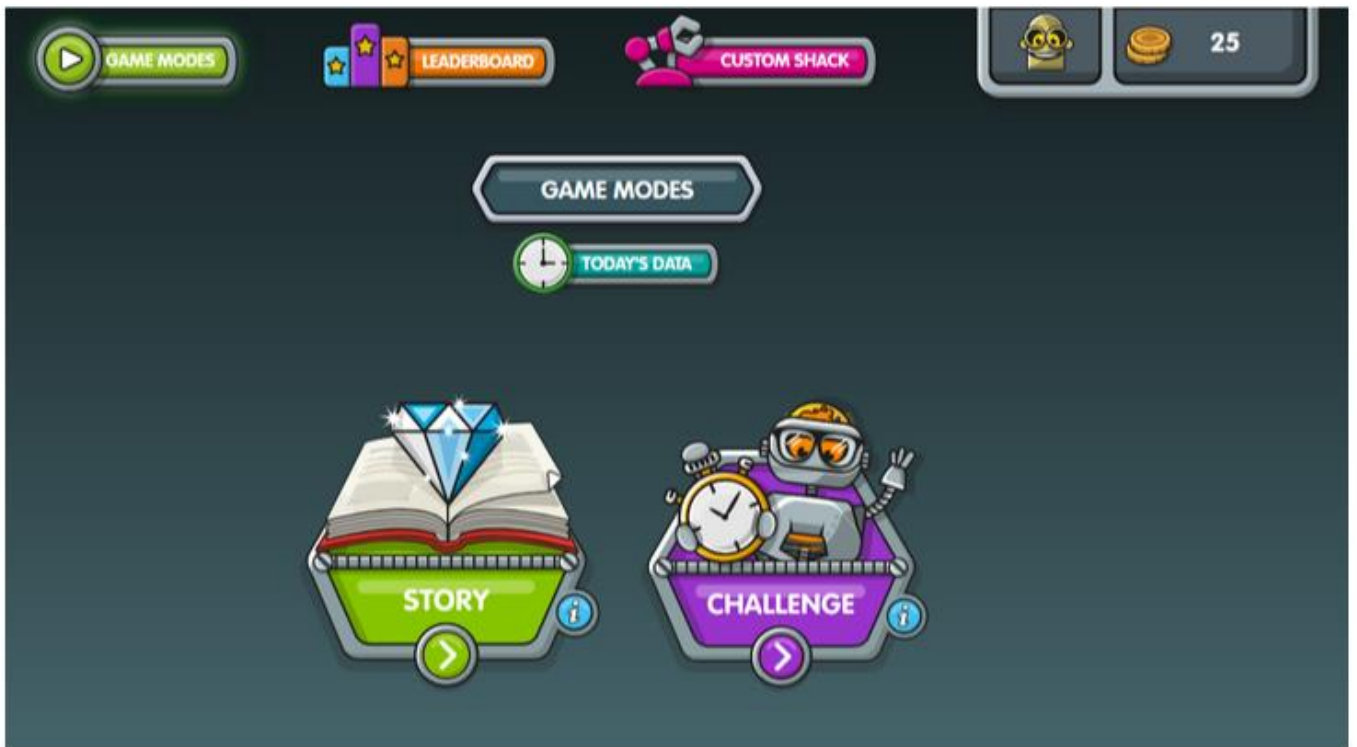 GAME MODES
LEADERBOARD
CUSTOM SHACK
25
GAME MODES
TODAY'S DATA
STORY
i
CHALLENGE
i